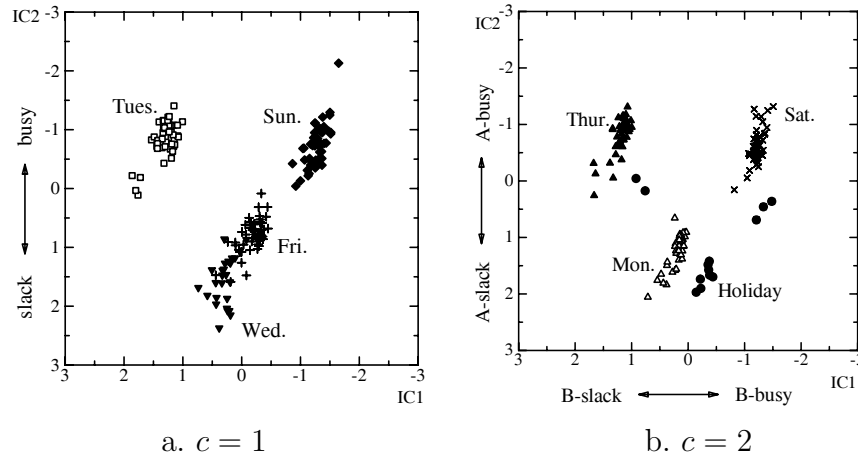 IC2 -3
-2
-1
0
1
2
3
busy
slack
Tues.
Sun.
Fri.
Wed.
3 2 1 0 -1 -2 -3
IC1
a. c = 1
IC2 -3
-2
-1
0
1
2
3
A-busy
A-slack
Thur.
Sat.
Mon.
Holiday
3 2 1 0 -1 -2 -3
IC1
B-slack B-busy
b. c = 2